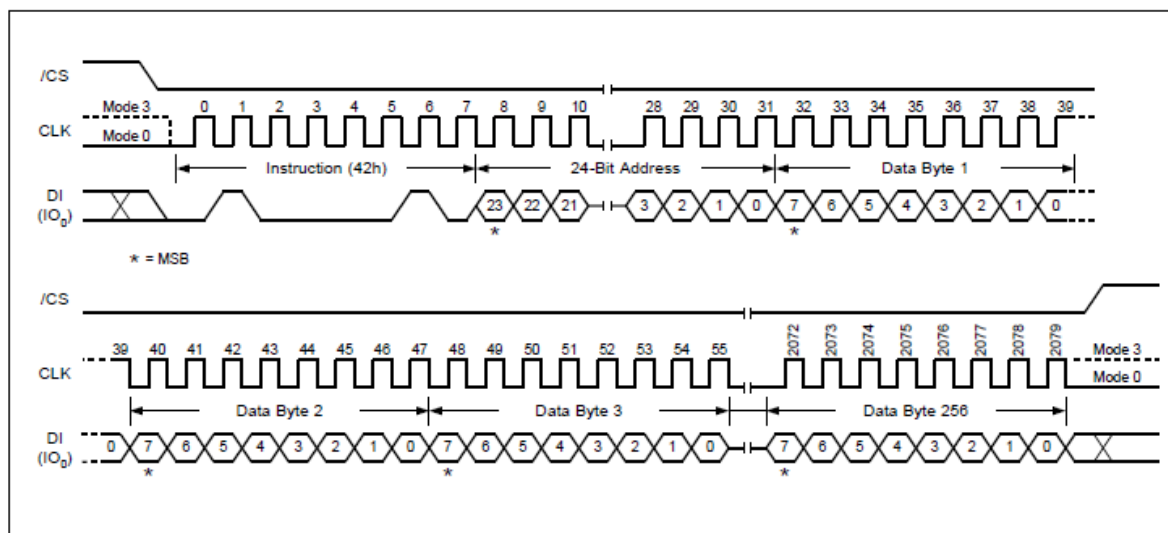 /CS
Mode 3 0 1 2 3 4 5 6 7 8 9 10 28 29 30 31 32 33 34 35 36 37 38 39
CLK
Mode 0
Instruction (42h) 24-Bit Address Data Byte 1
DI
(IO0) 23 22 21 3 2 1 0 7 6 5 4 3 2 1 0
* *
* = MSB
/CS
39 40 41 42 43 44 45 46 47 48 49 50 51 52 53 54 55 2072 2073 2074 2075 2076 2077 2078 2079
Mode 3
CLK
Mode 0
Data Byte 2 Data Byte 3 Data Byte 256
DI
(IO0) 0 7 6 5 4 3 2 1 0 7 6 5 4 3 2 1 0 7 6 5 4 3 2 1 0
* * *